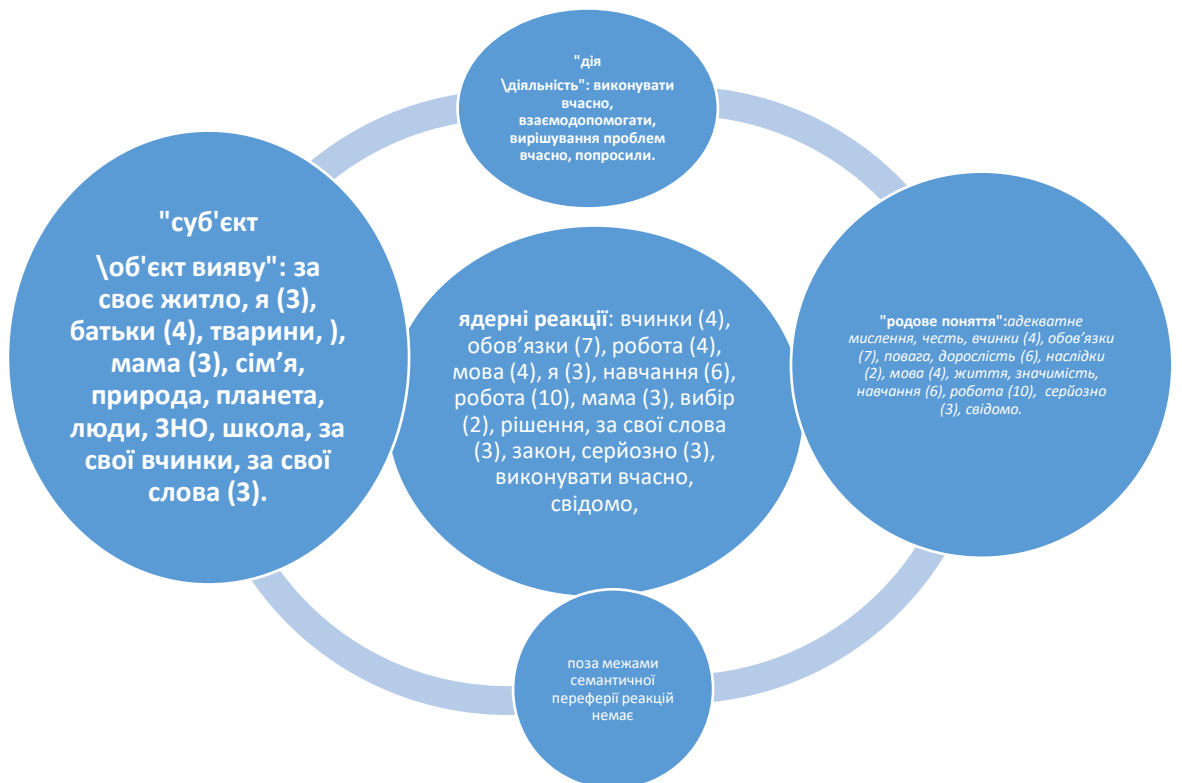 "дія
\діяльність": виконувати
вчасно,
взаємодопомагати,
вирішування проблем
вчасно, попросили.
"суб'єкт
\об'єкт вияву": за
своє житло, я (3),
батьки (4), тварини, ),
мама (3), сім'я,
природа, планета,
люди, ЗНО, школа, за
свої вчинки, за свої
слова (3).
ядерні реакції: вчинки (4),
обов’язки (7), робота (4),
мова (4), я (3), навчання (6),
робота (10), мама (3), вибір
(2), рішення, за свої слова
(3), закон, серйозно (3),
виконувати вчасно,
свідомо,
"родове поняття":адекватне
мислення, честь, вчинки (4), обов’язки
(7), повага, дорослість (6), наслідки
(2), мова (4), життя, значимість,
навчання (6), робота (10), серйозно
(3), свідомо.
поза межами
семантичної
переферії реакцій
немає